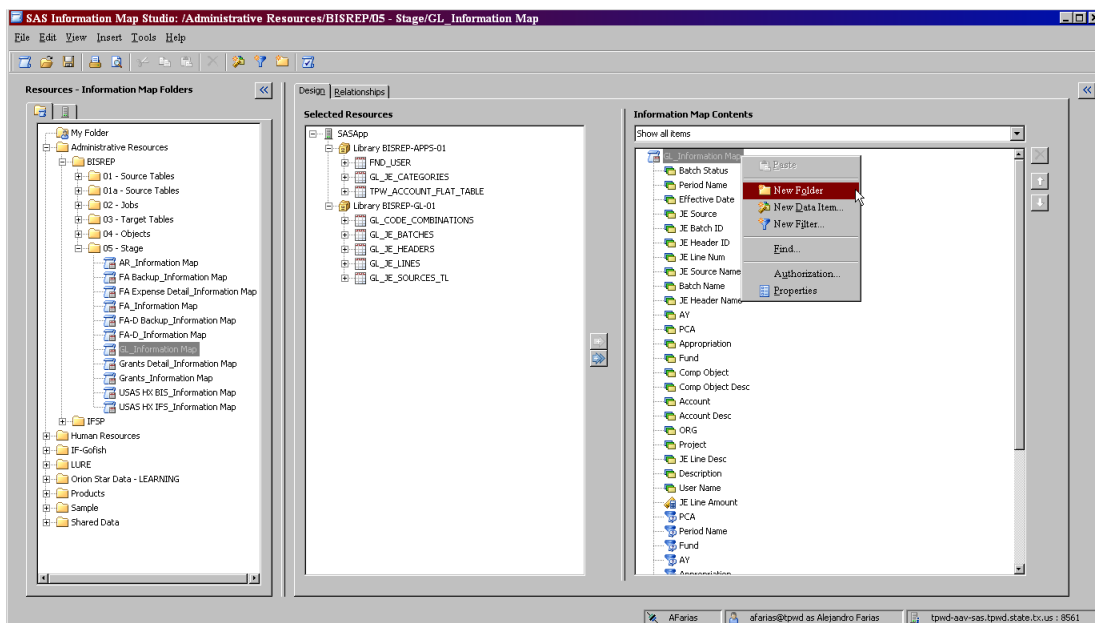 SAS Information Map Studio: /Administrative Resources/BISREP/05 - Stage/GL_Information Map
File Edit View Insert Tools Help
Resources - Information Map Folders
My Folder
Administrative Resources
BISREP
01 - Source Tables
01a - Source Tables
02 - Jobs
03 - Target Tables
04 - Objects
05 - Stage
AR_Information Map
FA Backup_Information Map
FA Expense Detail_Information Map
FA_Information Map
FA-D Backup_Information Map
FA-D_Information Map
GL_Information Map
Grants Detail_Information Map
Grants_Information Map
USAS HX BIS_Information Map
USAS HX IFS_Information Map
IFSP
Human Resources
IF-Gofish
LURE
Orion Star Data - LEARNING
Products
Sample
Shared Data
Design Relationships
Selected Resources
SASApp
Library BISREP-APPS-01
FND_USER
GL_JE_CATEGORIES
TPW_ACCOUNT_FLAT_TABLE
Library BISREP-GL-01
GL_CODE_COMBINATIONS
GL_JE_BATCHES
GL_JE_HEADERS
GL_JE_LINES
GL_JE_SOURCES_TL
Information Map Contents
Show all items
GL_Information Map
Batch Status
Period Name
Effective Date
JE Source
JE Batch ID
JE Header ID
JE Line Num
JE Source Name
Batch Name
JE Header Name
AY
PCA
Appropriation
Fund
Comp Object
Comp Object Desc
Account
Account Desc
ORG
Project
JE Line Desc
Description
User Name
JE Line Amount
PCA
Period Name
Fund
AY
Appropriation
Paste
New Folder
New Data Item...
New Filter...
Find...
Authorization...
Properties
AFarias
afarias@tpwd as Alejandro Farias
tpwd-aav-sas.tpwd.state.tx.us : 8561